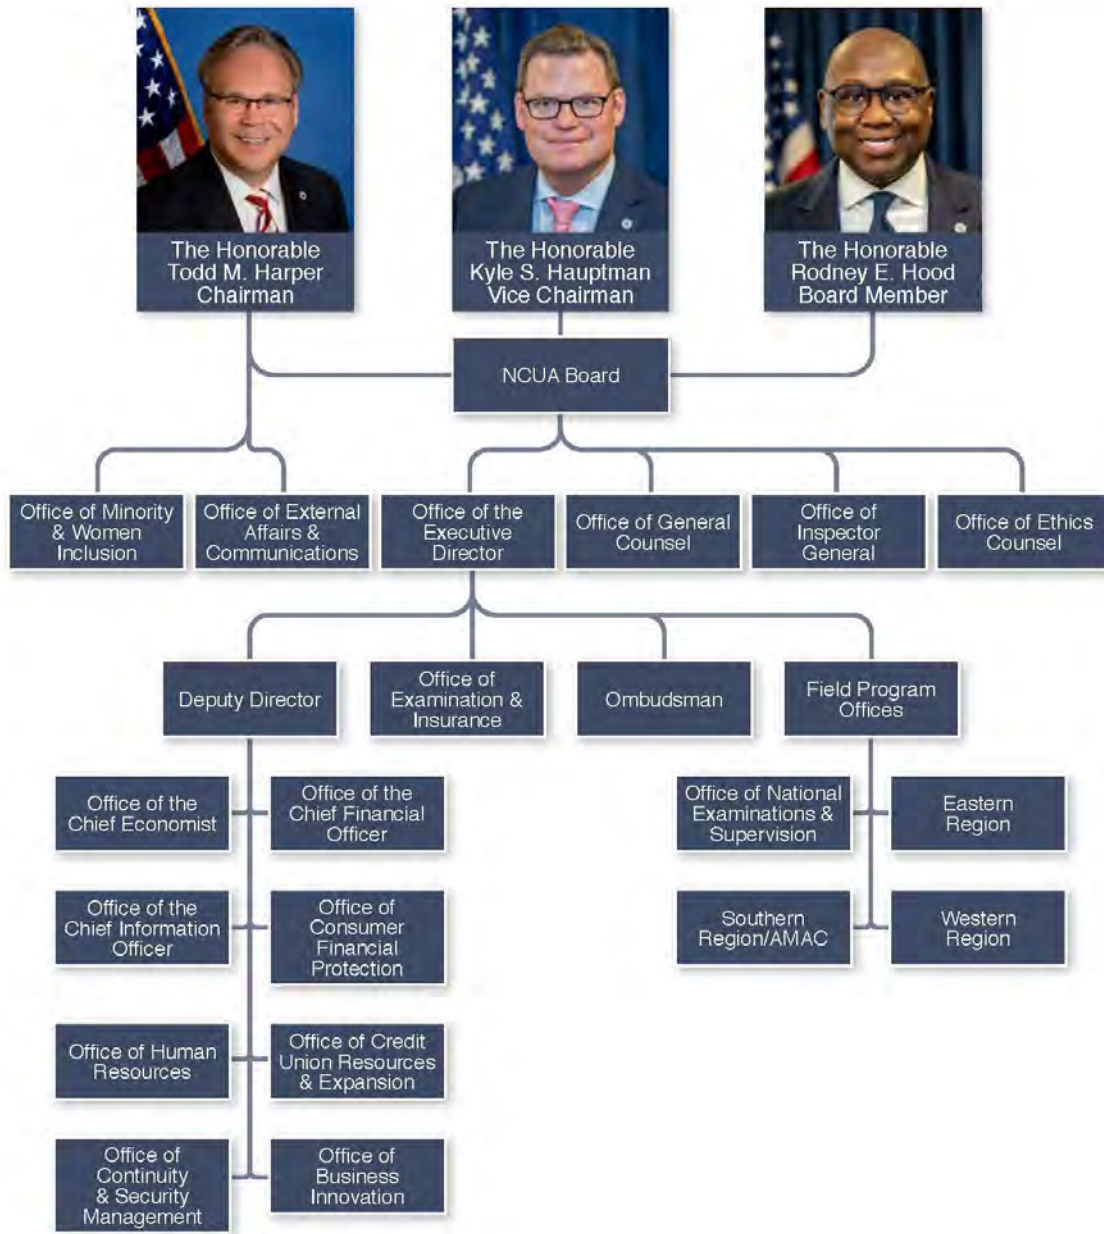 The Honorable
Todd M. Harper
Chairman
The Honorable
Kyle S. Hauptman
Vice Chairman
The Honorable
Rodney E. Hood
Board Member
NCUA Board
Office of Minority
& Women
Inclusion
Office of External
Affairs &
Communications
Office of the
Executive
Director
Office of General
Counsel
Office of
Inspector
General
Office of Ethics
Counsel
Deputy Director
Office of
Examination &
Insurance
Ombudsman
Field Program
Offices
Office of the
Chief Economist
Office of the
Chief Financial
Officer
Office of National
Examinations &
Supervision
Eastern
Region
Office of the
Chief Information
Officer
Office of
Consumer
Financial
Protection
Southern
Region/AMAC
Western
Region
Office of Human
Resources
Office of Credit
Union Resources
& Expansion
Office of
Continuity
& Security
Management
Office of
Business
Innovation